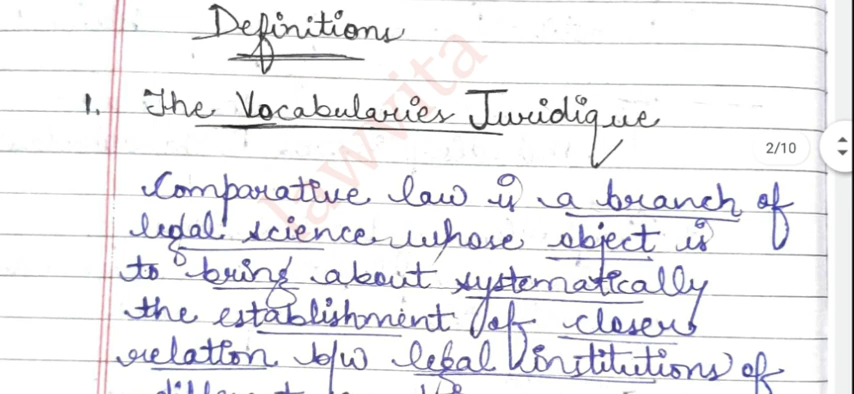 Definitions
1. The Vocabularies Juridique
2/10
Comparative law is a branch of
legal science whose object is
to bring about systematically
the establishment of closer
relation b/w legal institutions of
lawvita